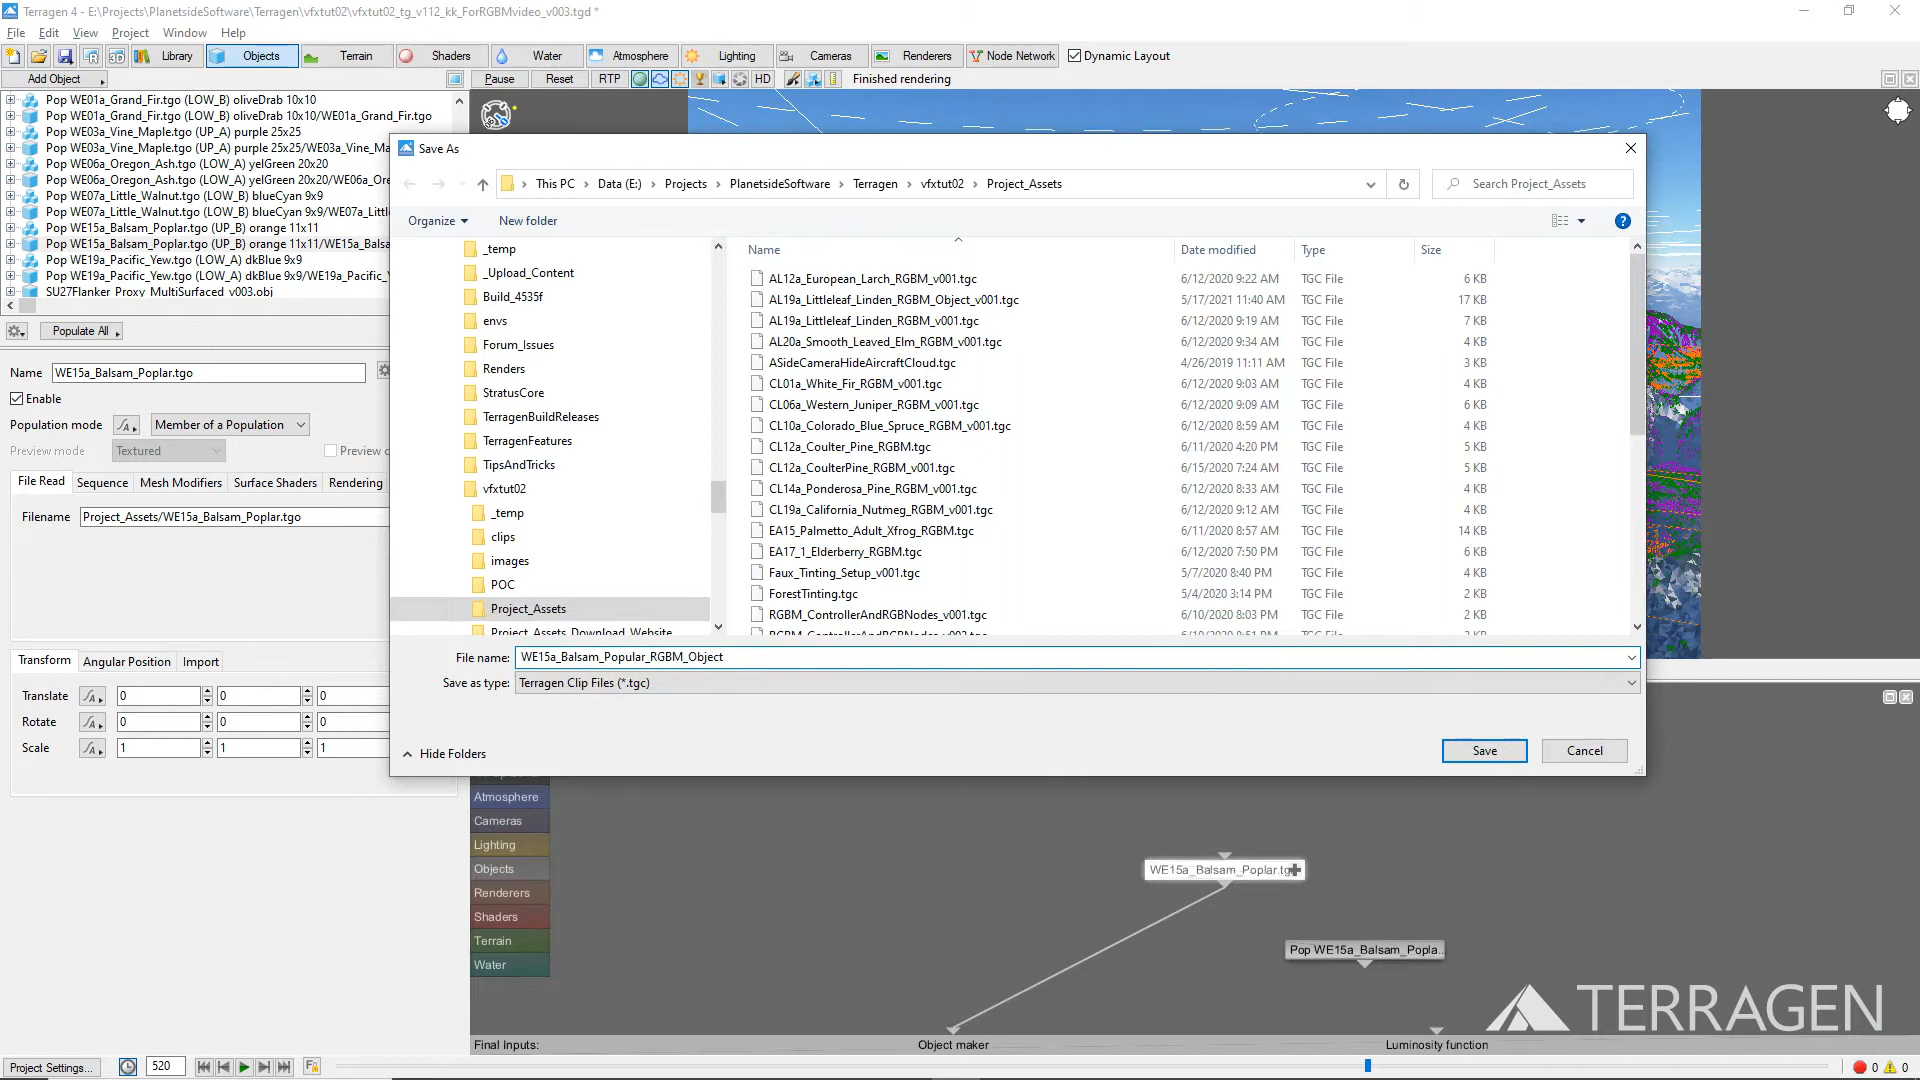 Terragen 4 - E:\Projects\PlanetsideSoftware\Terragen\vfxtut02\vfxtut02_tg_v112_kk_ForRGBMvideo_v003.tgd *
File Edit View Project Window Help
Library Objects Terrain Shaders Water Atmosphere Lighting Cameras Renderers Node Network Dynamic Layout
Add Object Pause Reset RTP HD Finished rendering
Pop WE01a_Grand_Fir.tgo (LOW_B) oliveDrab 10x10
Pop WE01a_Grand_Fir.tgo (LOW_B) oliveDrab 10x10/WE01a_Grand_Fir.tgo
Pop WE03a_Vine_Maple.tgo (UP_A) purple 25x25
Pop WE03a_Vine_Maple.tgo (UP_A) purple 25x25/WE03a_Vine_Ma
Pop WE06a_Oregon_Ash.tgo (LOW_A) yelGreen 20x20
Pop WE06a_Oregon_Ash.tgo (LOW_A) yelGreen 20x20/WE06a_Ore
Pop WE07a_Little_Walnut.tgo (LOW_B) blueCyan 9x9
Pop WE07a_Little_Walnut.tgo (LOW_B) blueCyan 9x9/WE07a_Littl
Pop WE15a_Balsam_Poplar.tgo (UP_B) orange 11x11
Pop WE15a_Balsam_Poplar.tgo (UP_B) orange 11x11/WE15a_Balsa
Pop WE19a_Pacific_Yew.tgo (LOW_A) dkBlue 9x9
Pop WE19a_Pacific_Yew.tgo (LOW_A) dkBlue 9x9/WE19a_Pacific_Y
SU27Flanker_Proxy_MultiSurfaced_v003.obj
Populate All
Name WE15a_Balsam_Poplar.tgo
Enable
Population mode Member of a Population
Preview mode Textured Preview c
File Read Sequence Mesh Modifiers Surface Shaders Rendering
Filename Project_Assets/WE15a_Balsam_Poplar.tgo
Transform Angular Position Import
Translate 0 0 0
Rotate 0 0 0
Scale 1 1 1
Save As
This PC Data (E:) Projects PlanetsideSoftware Terragen vfxtut02 Project_Assets
Search Project_Assets
Organize New folder
_temp
_Upload_Content
Build_4535f
envs
Forum_Issues
Renders
StratusCore
TerragenBuildReleases
TerragenFeatures
TipsAndTricks
vfxtut02
_temp
clips
images
POC
Project_Assets
Project_Assets_Download_Website
Name Date modified Type Size
AL12a_European_Larch_RGBM_v001.tgc 6/12/2020 9:22 AM TGC File 6 KB
AL19a_Littleleaf_Linden_RGBM_Object_v001.tgc 5/17/2021 11:40 AM TGC File 17 KB
AL19a_Littleleaf_Linden_RGBM_v001.tgc 6/12/2020 9:19 AM TGC File 7 KB
AL20a_Smooth_Leaved_Elm_RGBM_v001.tgc 6/12/2020 9:34 AM TGC File 4 KB
ASideCameraHideAircraftCloud.tgc 4/26/2019 11:11 AM TGC File 3 KB
CL01a_White_Fir_RGBM_v001.tgc 6/12/2020 9:03 AM TGC File 4 KB
CL06a_Western_Juniper_RGBM_v001.tgc 6/12/2020 9:09 AM TGC File 6 KB
CL10a_Colorado_Blue_Spruce_RGBM_v001.tgc 6/12/2020 8:59 AM TGC File 4 KB
CL12a_Coulter_Pine_RGBM.tgc 6/11/2020 4:20 PM TGC File 5 KB
CL12a_CoulterPine_RGBM_v001.tgc 6/15/2020 7:24 AM TGC File 5 KB
CL14a_Ponderosa_Pine_RGBM_v001.tgc 6/12/2020 8:33 AM TGC File 4 KB
CL19a_California_Nutmeg_RGBM_v001.tgc 6/12/2020 9:12 AM TGC File 4 KB
EA15_Palmetto_Adult_Xfrog_RGBM.tgc 6/11/2020 8:57 AM TGC File 14 KB
EA17_1_Elderberry_RGBM.tgc 6/12/2020 7:50 PM TGC File 6 KB
Faux_Tinting_Setup_v001.tgc 5/7/2020 8:40 PM TGC File 4 KB
ForestTinting.tgc 5/4/2020 3:14 PM TGC File 2 KB
RGBM_ControllerAndRGBNodes_v001.tgc 6/10/2020 8:03 PM TGC File 2 KB
File name: WE15a_Balsam_Popular_RGBM_Object
Save as type: Terragen Clip Files (*.tgc)
Hide Folders Save Cancel
Atmosphere
Cameras
Lighting
Objects
Renderers
Shaders
Terrain
Water
WE15a_Balsam_Poplar.tg
Pop WE15a_Balsam_Popla...
TERRAGEN
Final Inputs: Object maker Luminosity function
Project Settings... 520 0 0